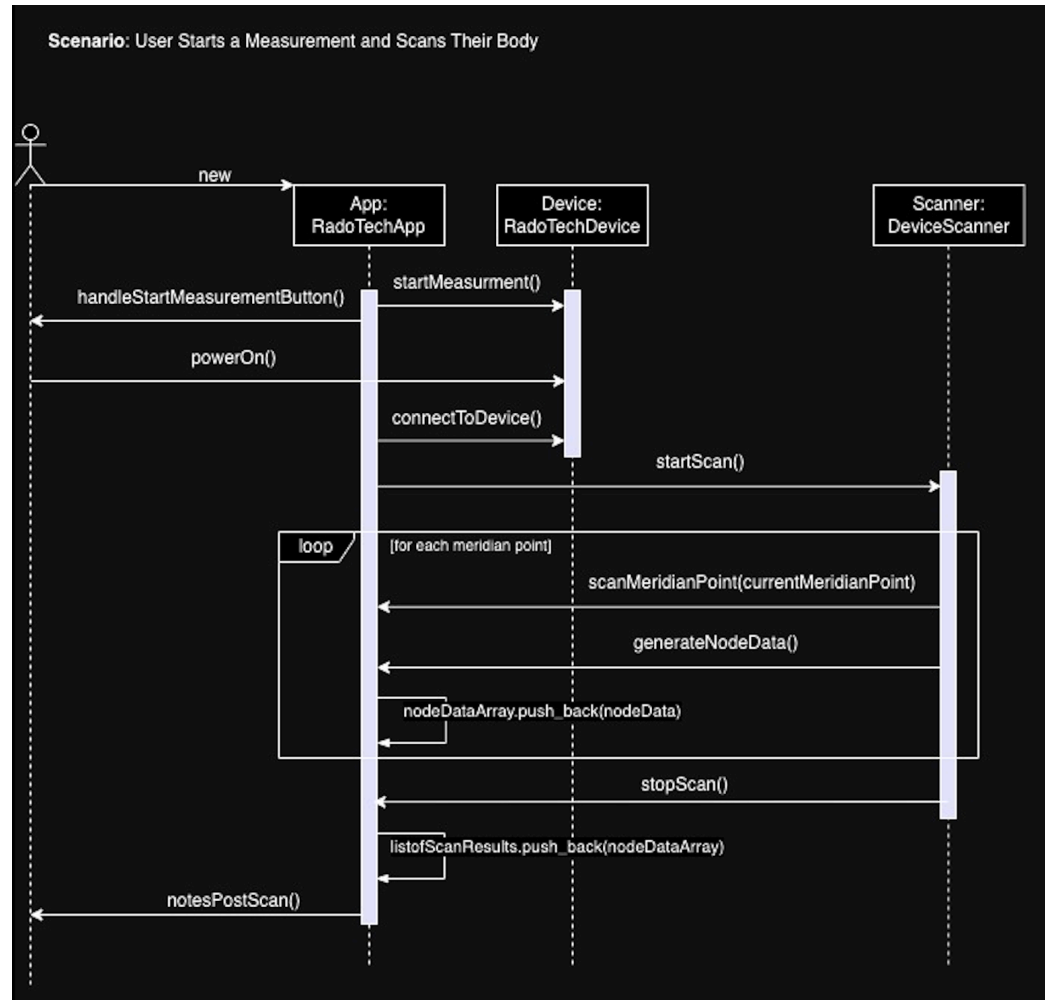 Scenario: User Starts a Measurement and Scans Their Body
new
App:
RadoTechApp
Device:
RadoTechDevice
Scanner:
DeviceScanner
startMeasurment()
handleStartMeasurementButton()
powerOn()
connectToDevice()
startScan()
loop
[for each meridian point]
scanMeridianPoint(currentMeridianPoint)
generateNodeData()
nodeDataArray.push_back(nodeData)
stopScan()
listofScanResults.push_back(nodeDataArray)
notesPostScan()